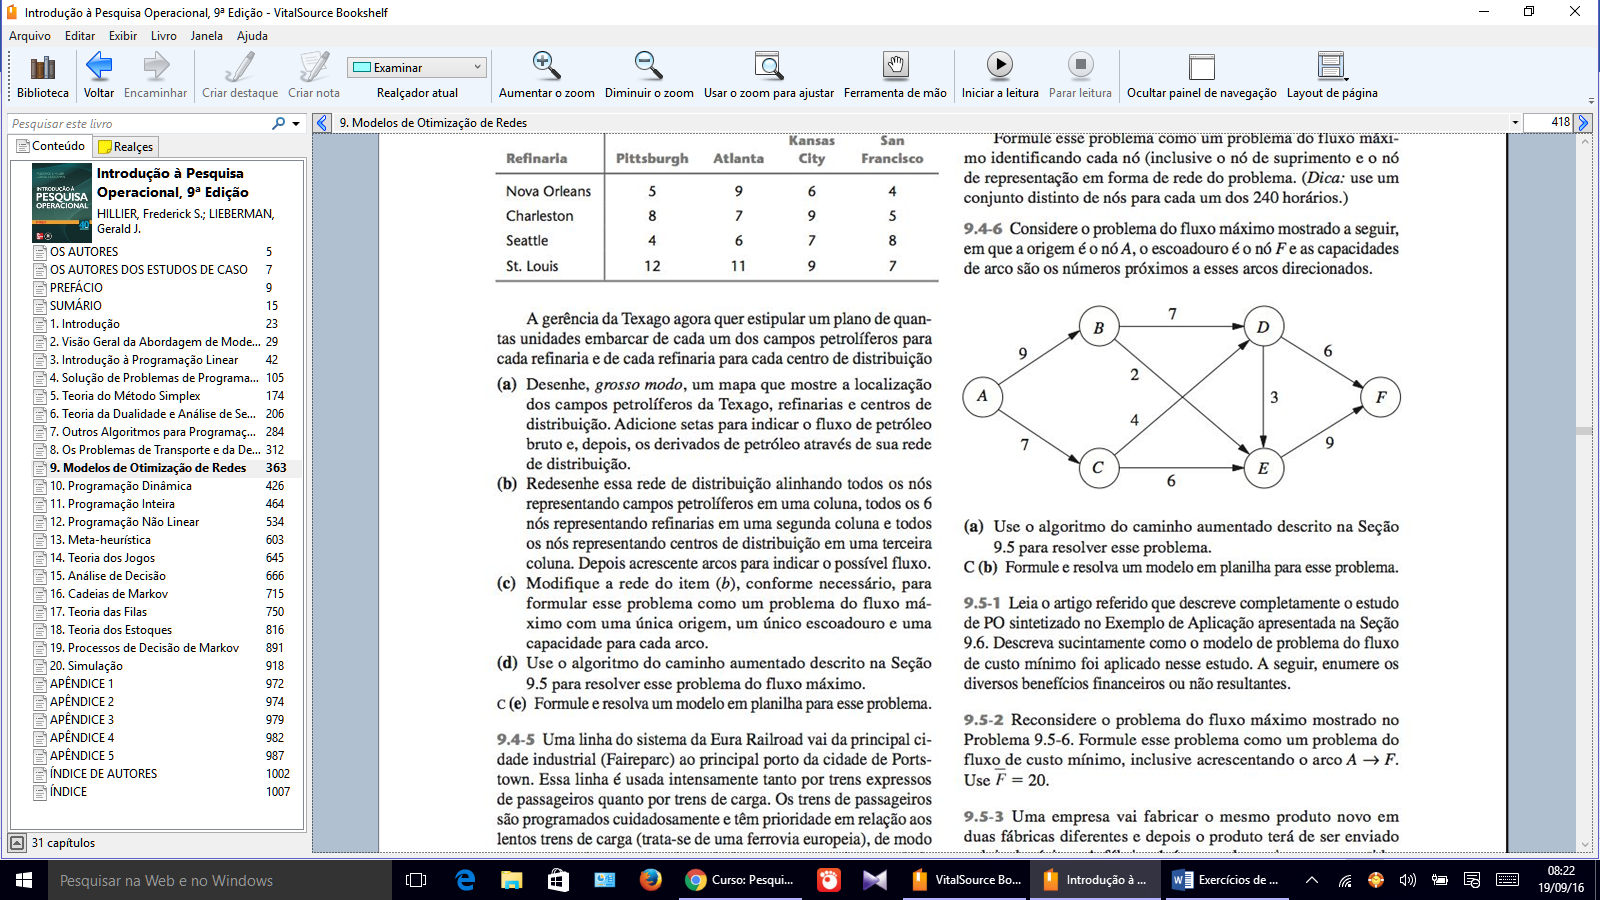 Introdução à Pesquisa Operacional, 9ª Edição - VitalSource Bookshelf
Arquivo Editar Exibir Livro Janela Ajuda
Biblioteca Voltar Encaminhar Criar destaque Criar nota Examinar Realçador atual Aumentar o zoom Diminuir o zoom Usar o zoom para ajustar Ferramenta de mão Iniciar a leitura Parar leitura Ocultar painel de navegação Layout de página
Pesquisar este livro
9. Modelos de Otimização de Redes
418
Conteúdo Realçes
Introdução à Pesquisa
Operacional, 9ª Edição
HILLIER, Frederick S.; LIEBERMAN,
Gerald J.
INTRODUÇÃO À
PESQUISA
OPERACIONAL
OS AUTORES 5
OS AUTORES DOS ESTUDOS DE CASO 7
PREFÁCIO 9
SUMÁRIO 15
1. Introdução 23
2. Visão Geral da Abordagem de Mode... 29
3. Introdução à Programação Linear 42
4. Solução de Problemas de Programa... 105
5. Teoria do Método Simplex 174
6. Teoria da Dualidade e Análise de Se... 206
7. Outros Algoritmos para Programaç... 284
8. Os Problemas de Transporte e da De... 312
9. Modelos de Otimização de Redes 363
10. Programação Dinâmica 426
11. Programação Inteira 464
12. Programação Não Linear 534
13. Meta-heurística 603
14. Teoria dos Jogos 645
15. Análise de Decisão 666
16. Cadeias de Markov 715
17. Teoria das Filas 750
18. Teoria dos Estoques 816
19. Processos de Decisão de Markov 891
20. Simulação 918
APÊNDICE 1 972
APÊNDICE 2 974
APÊNDICE 3 979
APÊNDICE 4 982
APÊNDICE 5 987
ÍNDICE DE AUTORES 1002
ÍNDICE 1007
31 capítulos
Refinaria Pittsburgh Atlanta Kansas City San Francisco
Nova Orleans 5 9 6 4
Charleston 8 7 9 5
Seattle 4 6 7 8
St. Louis 12 11 9 7
A gerência da Texago agora quer estipular um plano de quan-
tas unidades embarcar de cada um dos campos petrolíferos para
cada refinaria e de cada refinaria para cada centro de distribuição
(a) Desenhe, grosso modo, um mapa que mostre a localização
dos campos petrolíferos da Texago, refinarias e centros de
distribuição. Adicione setas para indicar o fluxo de petróleo
bruto e, depois, os derivados de petróleo através de sua rede
de distribuição.
(b) Redesenhe essa rede de distribuição alinhando todos os nós
representando campos petrolíferos em uma coluna, todos os 6
nós representando refinarias em uma segunda coluna e todos
os nós representando centros de distribuição em uma terceira
coluna. Depois acrescente arcos para indicar o possível fluxo.
(c) Modifique a rede do item (b), conforme necessário, para
formular esse problema como um problema do fluxo má-
ximo com uma única origem, um único escoadouro e uma
capacidade para cada arco.
(d) Use o algoritmo do caminho aumentado descrito na Seção
9.5 para resolver esse problema do fluxo máximo.
C (e) Formule e resolva um modelo em planilha para esse problema.
9.4-5 Uma linha do sistema da Eura Railroad vai da principal ci-
dade industrial (Faireparc) ao principal porto da cidade de Ports-
town. Essa linha é usada intensamente tanto por trens expressos
de passageiros quanto por trens de carga. Os trens de passageiros
são programados cuidadosamente e têm prioridade em relação aos
lentos trens de carga (trata-se de uma ferrovia europeia), de modo
Formule esse problema como um problema do fluxo máxi-
mo identificando cada nó (inclusive o nó de suprimento e o nó
de representação em forma de rede do problema. (Dica: use um
conjunto distinto de nós para cada um dos 240 horários.)
9.4-6 Considere o problema do fluxo máximo mostrado a seguir,
em que a origem é o nó A, o escoadouro é o nó F e as capacidades
de arco são os números próximos a esses arcos direcionados.
B 7 D
9 6
2
A 3 F
4
7 9
C 6 E
(a) Use o algoritmo do caminho aumentado descrito na Seção
9.5 para resolver esse problema.
C (b) Formule e resolva um modelo em planilha para esse problema.
9.5-1 Leia o artigo referido que descreve completamente o estudo
de PO sintetizado no Exemplo de Aplicação apresentada na Seção
9.6. Descreva sucintamente como o modelo de problema do fluxo
de custo mínimo foi aplicado nesse estudo. A seguir, enumere os
diversos benefícios financeiros ou não resultantes.
9.5-2 Reconsidere o problema do fluxo máximo mostrado no
Problema 9.5-6. Formule esse problema como um problema do
fluxo de custo mínimo, inclusive acrescentando o arco A → F.
Use F̅ = 20.
9.5-3 Uma empresa vai fabricar o mesmo produto novo em
duas fábricas diferentes e depois o produto terá de ser enviado
Pesquisar na Web e no Windows
Curso: Pesqui...
VitalSource Bo...
Introdução à ...
Exercícios de ...
08:22
19/09/16